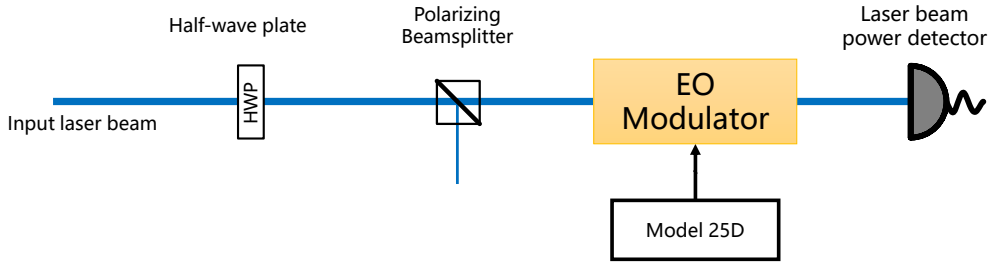 Half-wave plate
Polarizing
Beamsplitter
Laser beam
power detector
HWP
EO
Modulator
Input laser beam
Model 25D